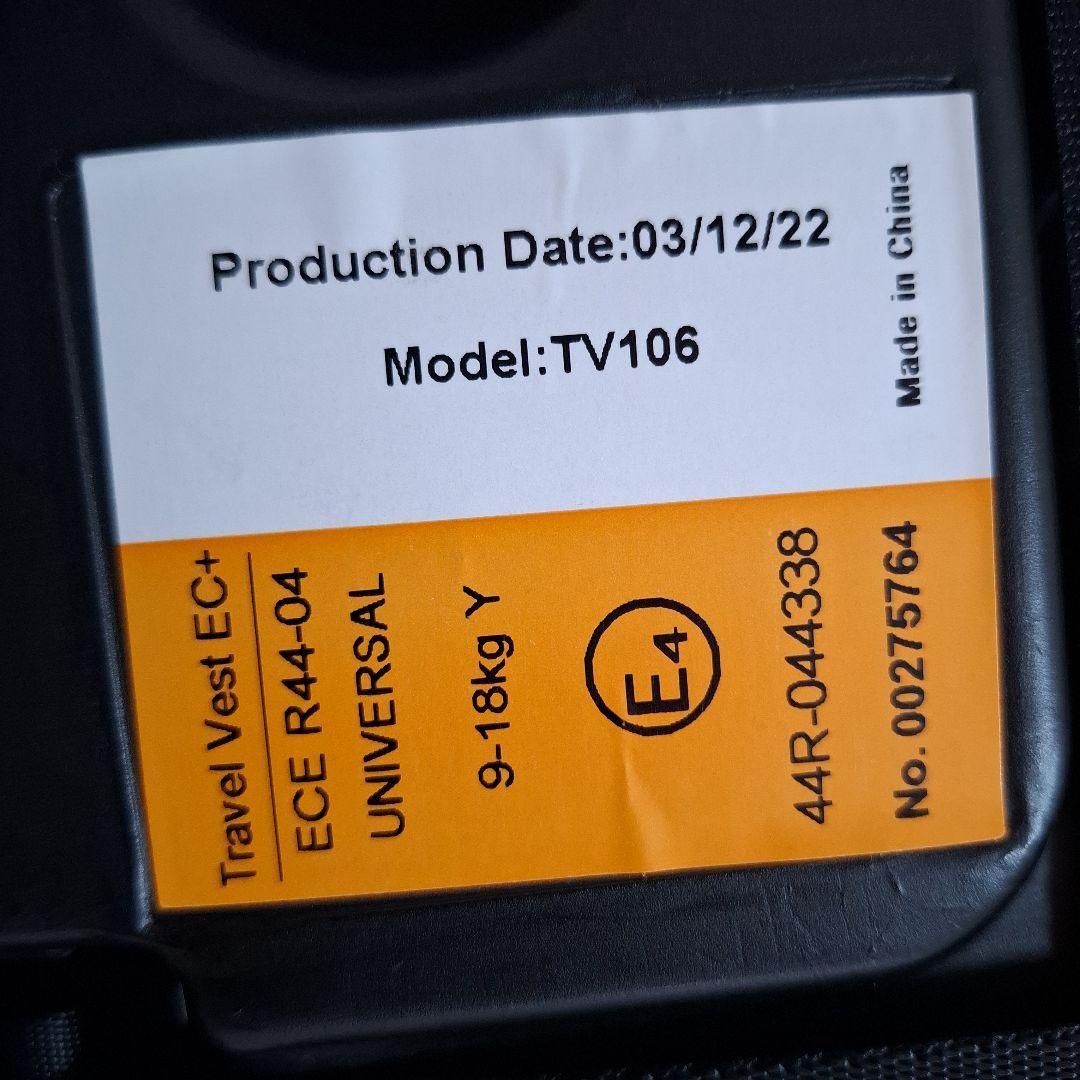 Production Date:03/12/22
Model:TV106
Made in China
Travel Vest EC+
ECE R44-04
UNIVERSAL
9-18kg Y
E4
44R-044338
No.00275764